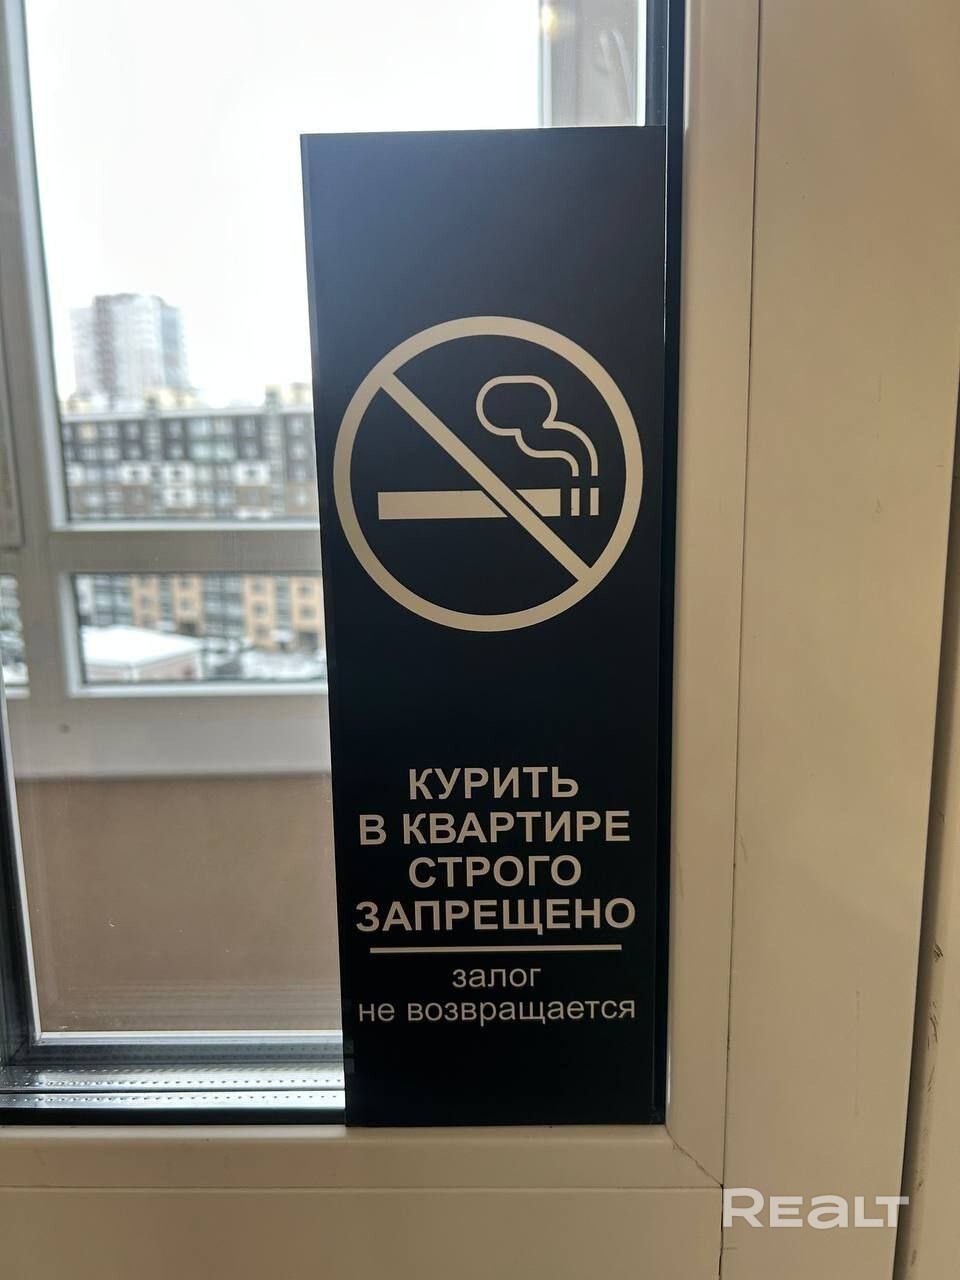 КУРИТЬ
В КВАРТИРЕ
СТРОГО
ЗАПРЕЩЕНО
залог
не возвращается
REALT